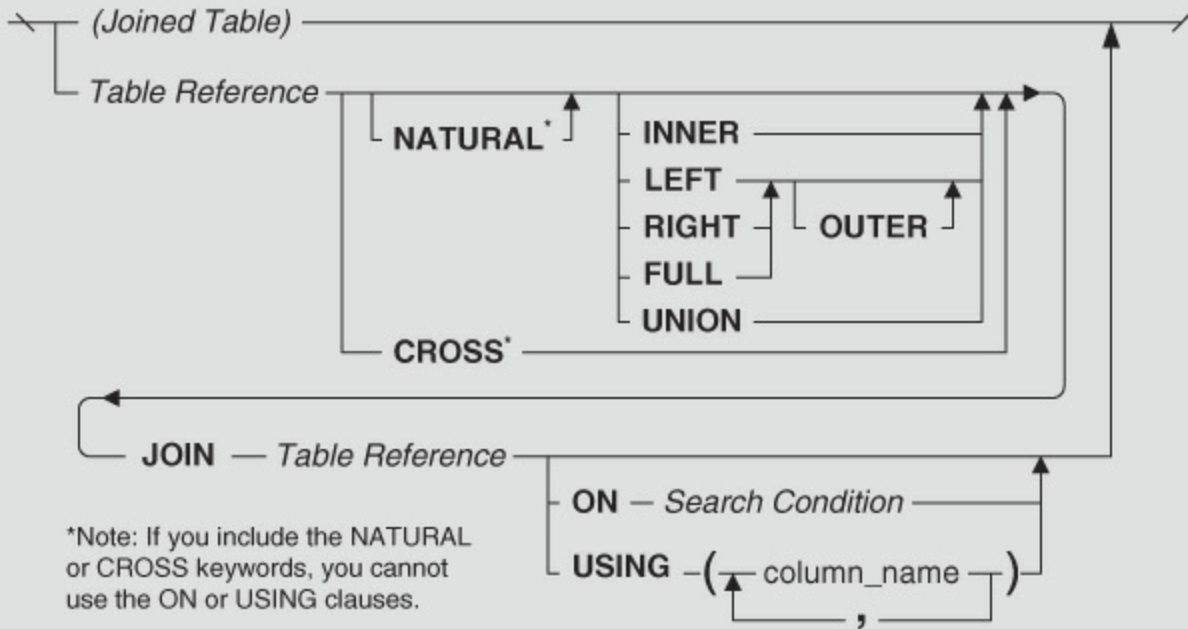 (Joined Table)
Table Reference
NATURAL*
INNER
LEFT
RIGHT
OUTER
FULL
UNION
CROSS*
JOIN Table Reference
ON Search Condition
USING ( column_name )
,
*Note: If you include the NATURAL
or CROSS keywords, you cannot
use the ON or USING clauses.